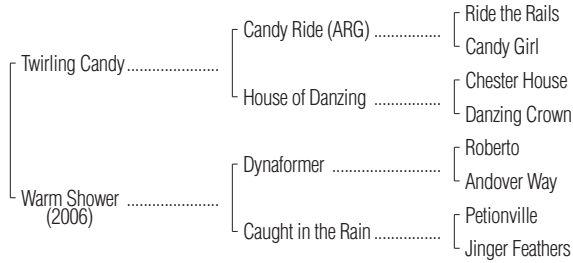 Ride the Rails
Candy Ride (ARG) ................
Candy Girl
Twirling Candy ......................
Chester House
House of Danzing ................
Danzing Crown
Roberto
Dynaformer ..........................
Andover Way
Warm Shower ......................
(2006)
Petionville
Caught in the Rain ................
Jinger Feathers